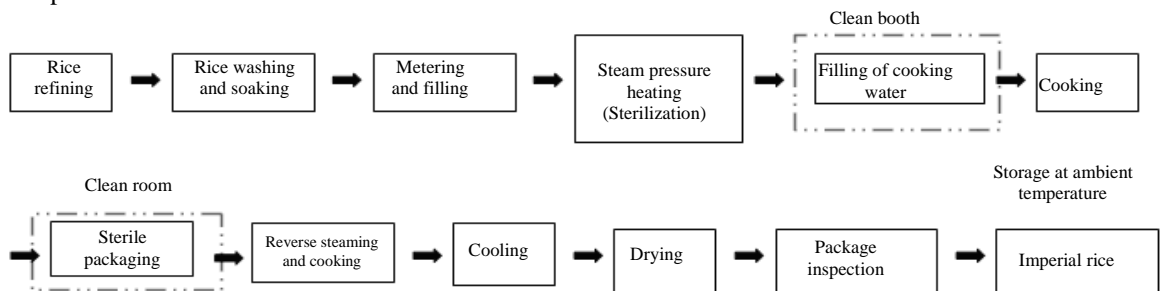 Clean booth
Rice
refining
Rice washing
and soaking
Metering
and filling
Steam pressure
heating
(Sterilization)
Filling of cooking
water
Cooking
Clean room
Storage at ambient
temperature
Sterile
packaging
Reverse steaming
and cooking
Cooling
Drying
Package
inspection
Imperial rice